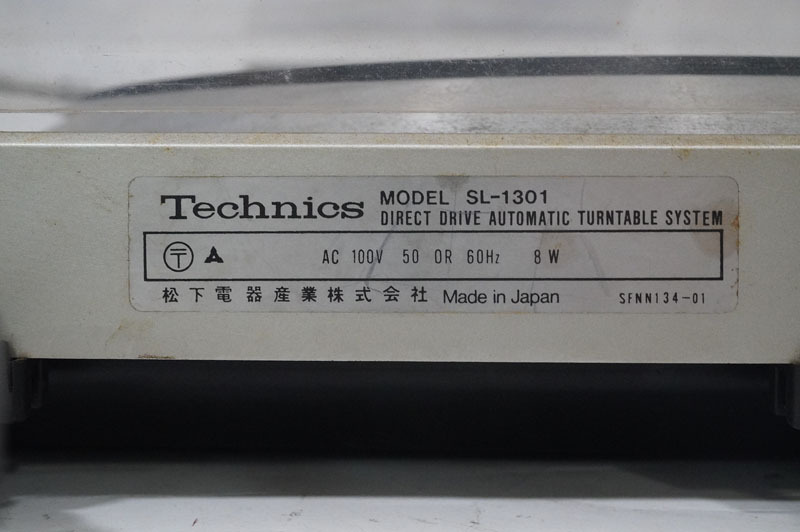 Technics MODEL SL-1301
DIRECT DRIVE AUTOMATIC TURNTABLE SYSTEM
〒 AC 100V 50 OR 60Hz 8W
松下電器産業株式会社 Made in Japan SFNN134-01